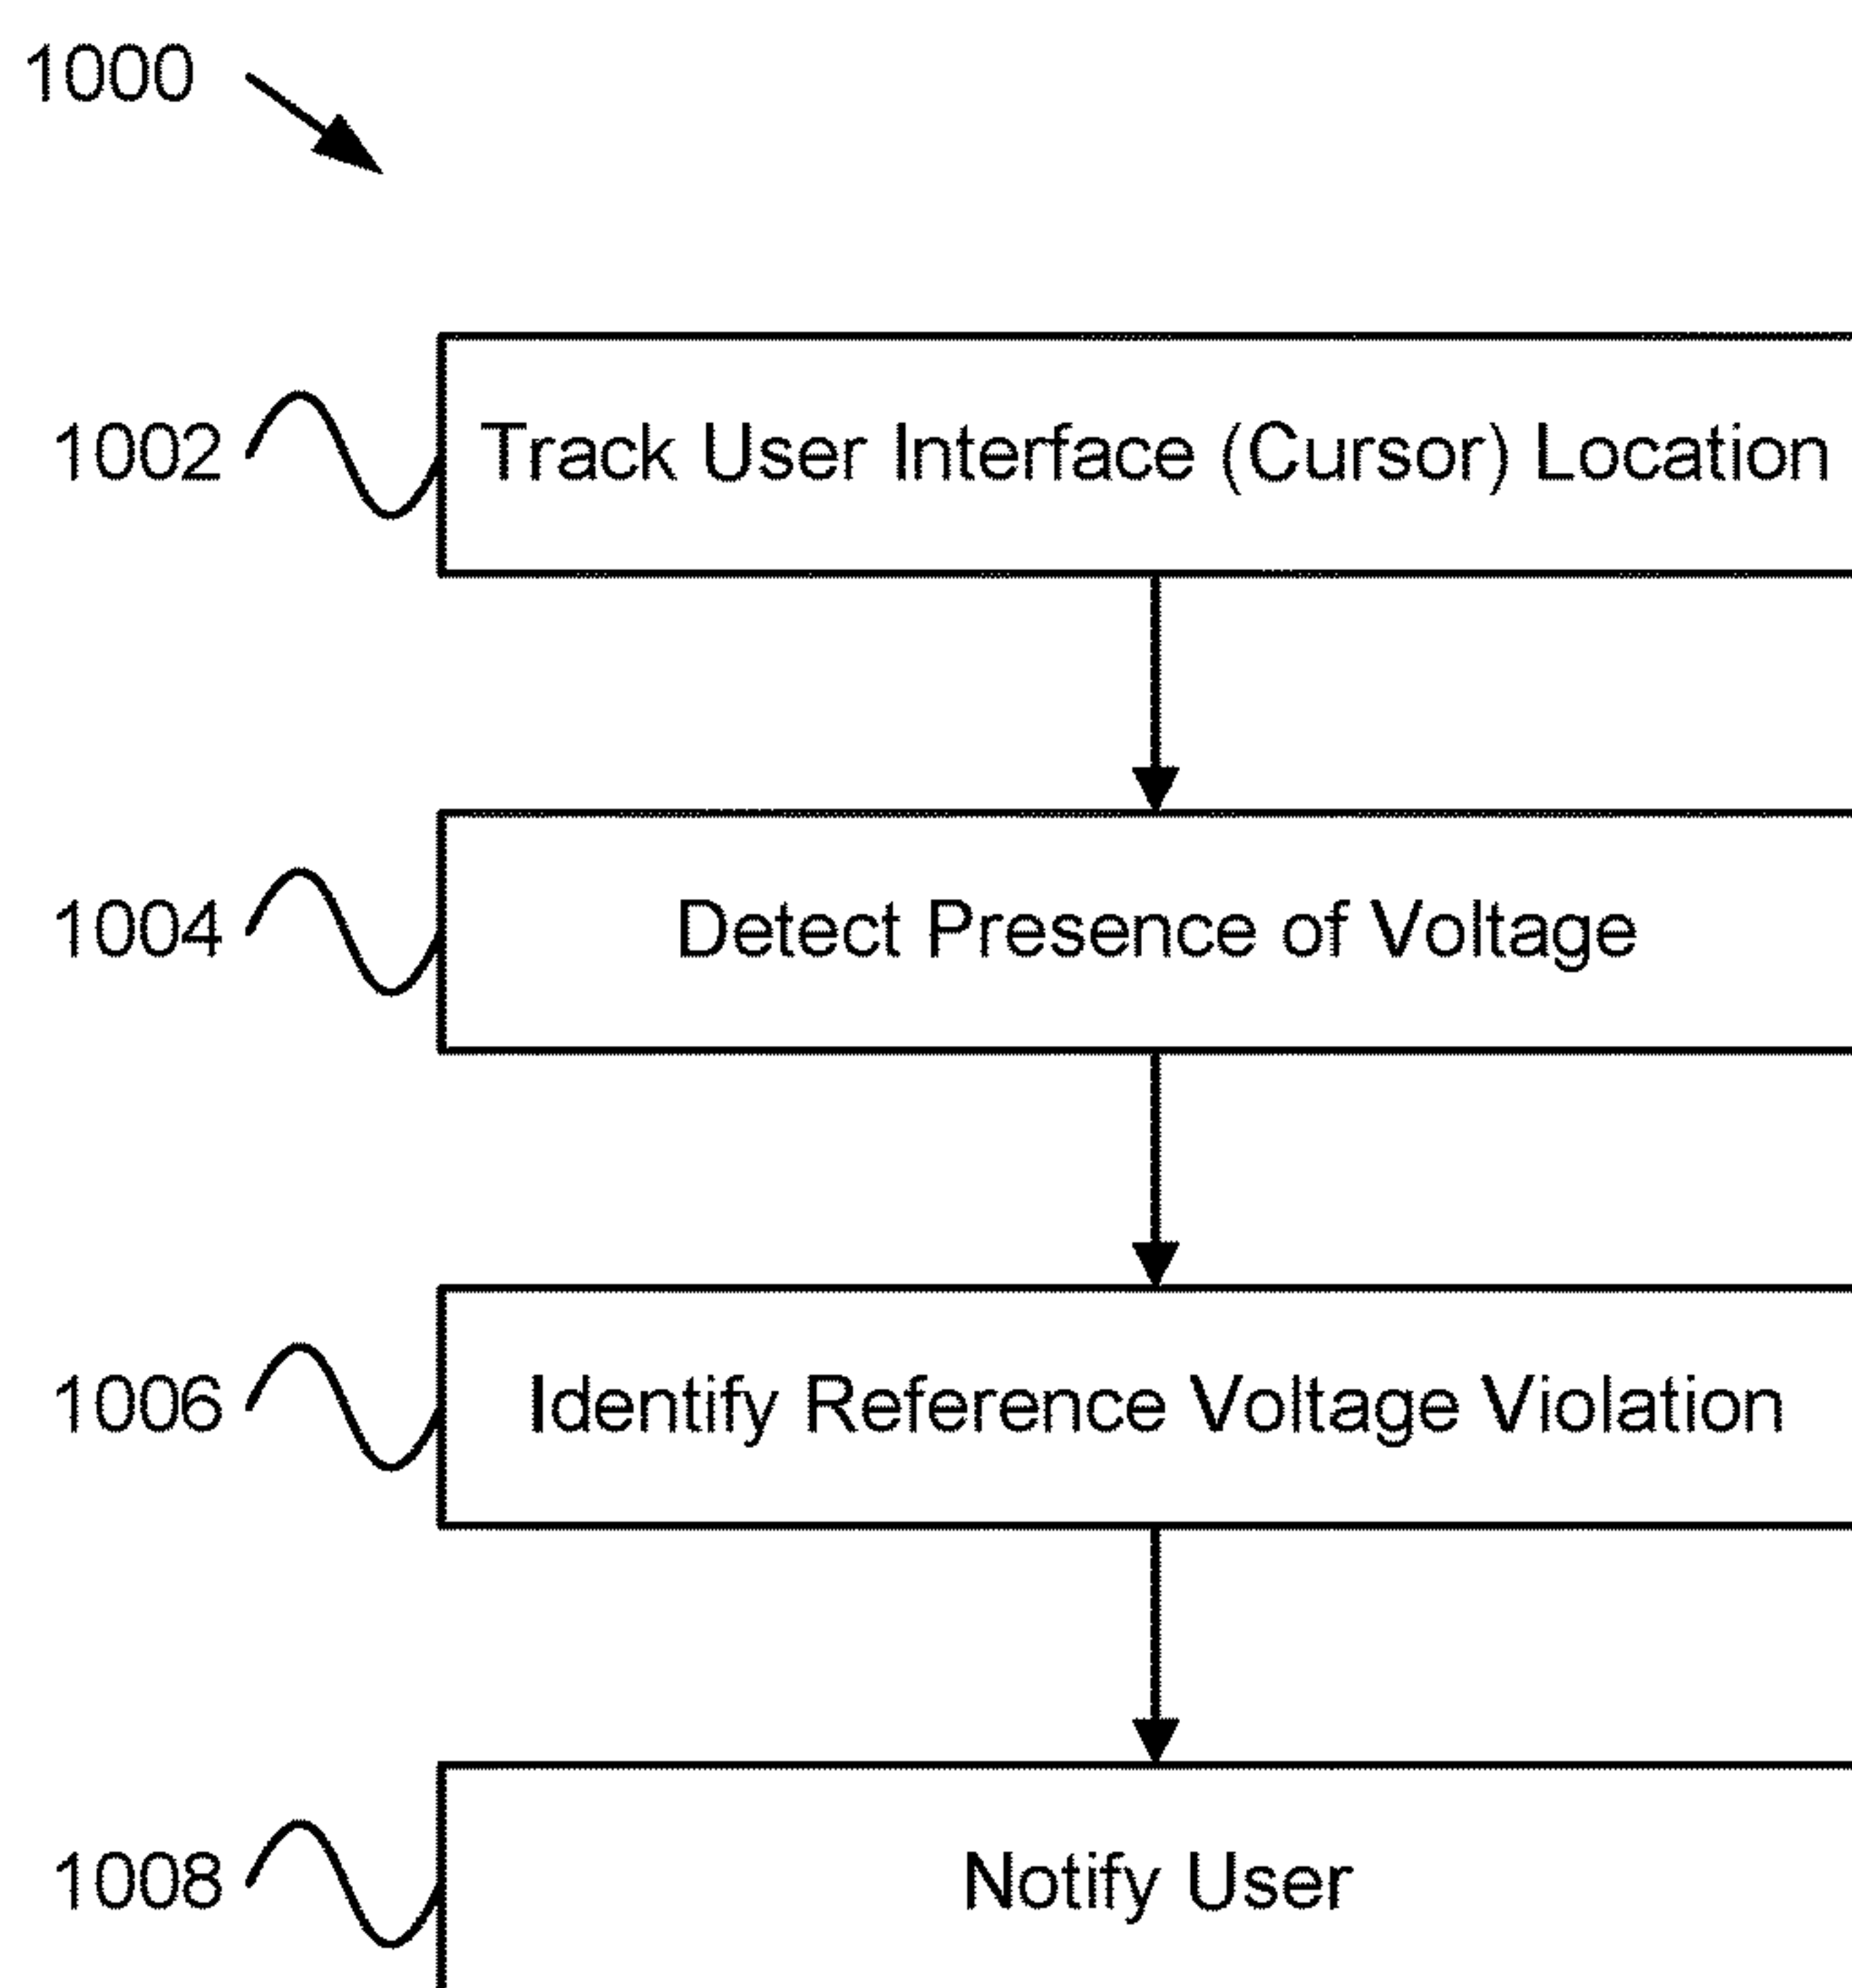 1000
1002 Track User Interface (Cursor) Location
1004 Detect Presence of Voltage
1006 Identify Reference Voltage Violation
1008 Notify User